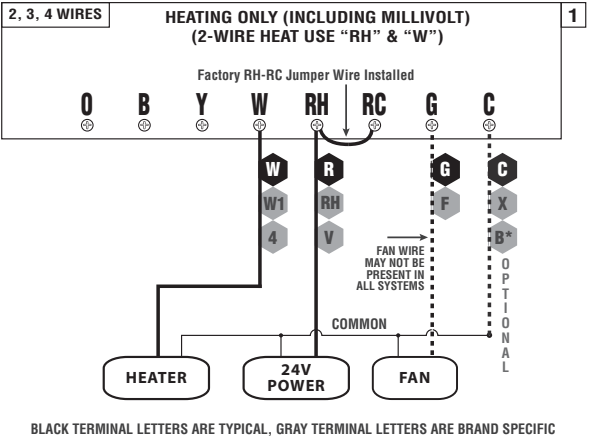 2, 3, 4 WIRES
HEATING ONLY (INCLUDING MILLIVOLT)
1
(2-WIRE HEAT USE “RH” & “W”)
Factory RH-RC Jumper Wire Installed
O B Y W RH RC G C
W R G C
W1 RH F X
4 V B*
FAN WIRE
MAY NOT BE
PRESENT IN
ALL SYSTEMS
OPTIONAL
COMMON
HEATER
24V
POWER
FAN
BLACK TERMINAL LETTERS ARE TYPICAL, GRAY TERMINAL LETTERS ARE BRAND SPECIFIC